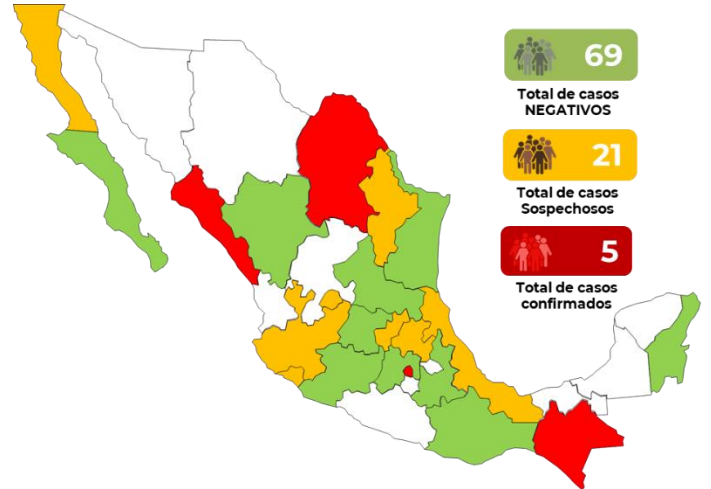 69
Total de casos
NEGATIVOS
21
Total de casos
Sospechosos
5
Total de casos
confirmados